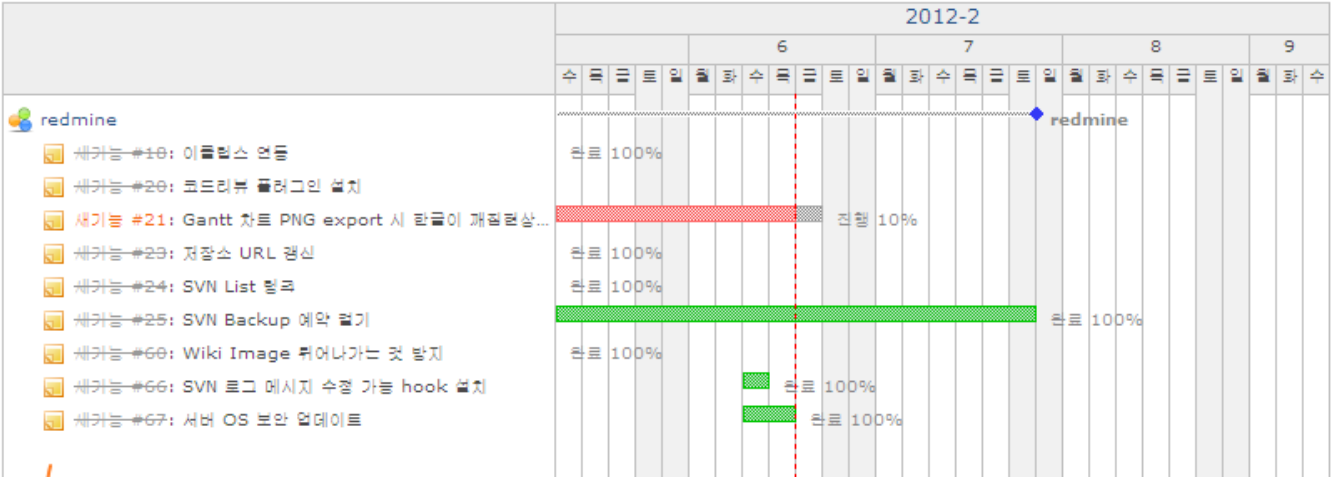 2012-2
6 7 8 9
수 목 금 토 일 월 화 수 목 금 토 일 월 화 수 목 금 토 일 월 화 수 목 금 토 일 월 화 수
redmine redmine
새기능 #18: 이클립스 연동 완료 100%
새기능 #20: 코드리뷰 플러그인 설치
새기능 #21: Gantt 차트 PNG export 시 한글이 깨짐현상... 진행 10%
새기능 #23: 저장소 URL 갱신 완료 100%
새기능 #24: SVN List 링크 완료 100%
새기능 #25: SVN Backup 예약 걸기 완료 100%
새기능 #60: Wiki Image 튀어나가는 것 방지 완료 100%
새기능 #66: SVN 로그 메시지 수정 가능 hook 설치 완료 100%
새기능 #67: 서버 OS 보안 업데이트 완료 100%